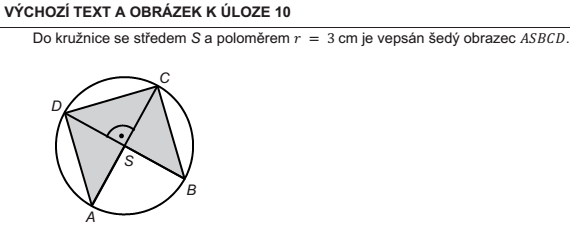 VÝCHOZÍ TEXT A OBRÁZEK K ÚLOZE 10
Do kružnice se středem S a poloměrem r = 3 cm je vepsán šedý obrazec ASBCD.
C
D
S
B
A